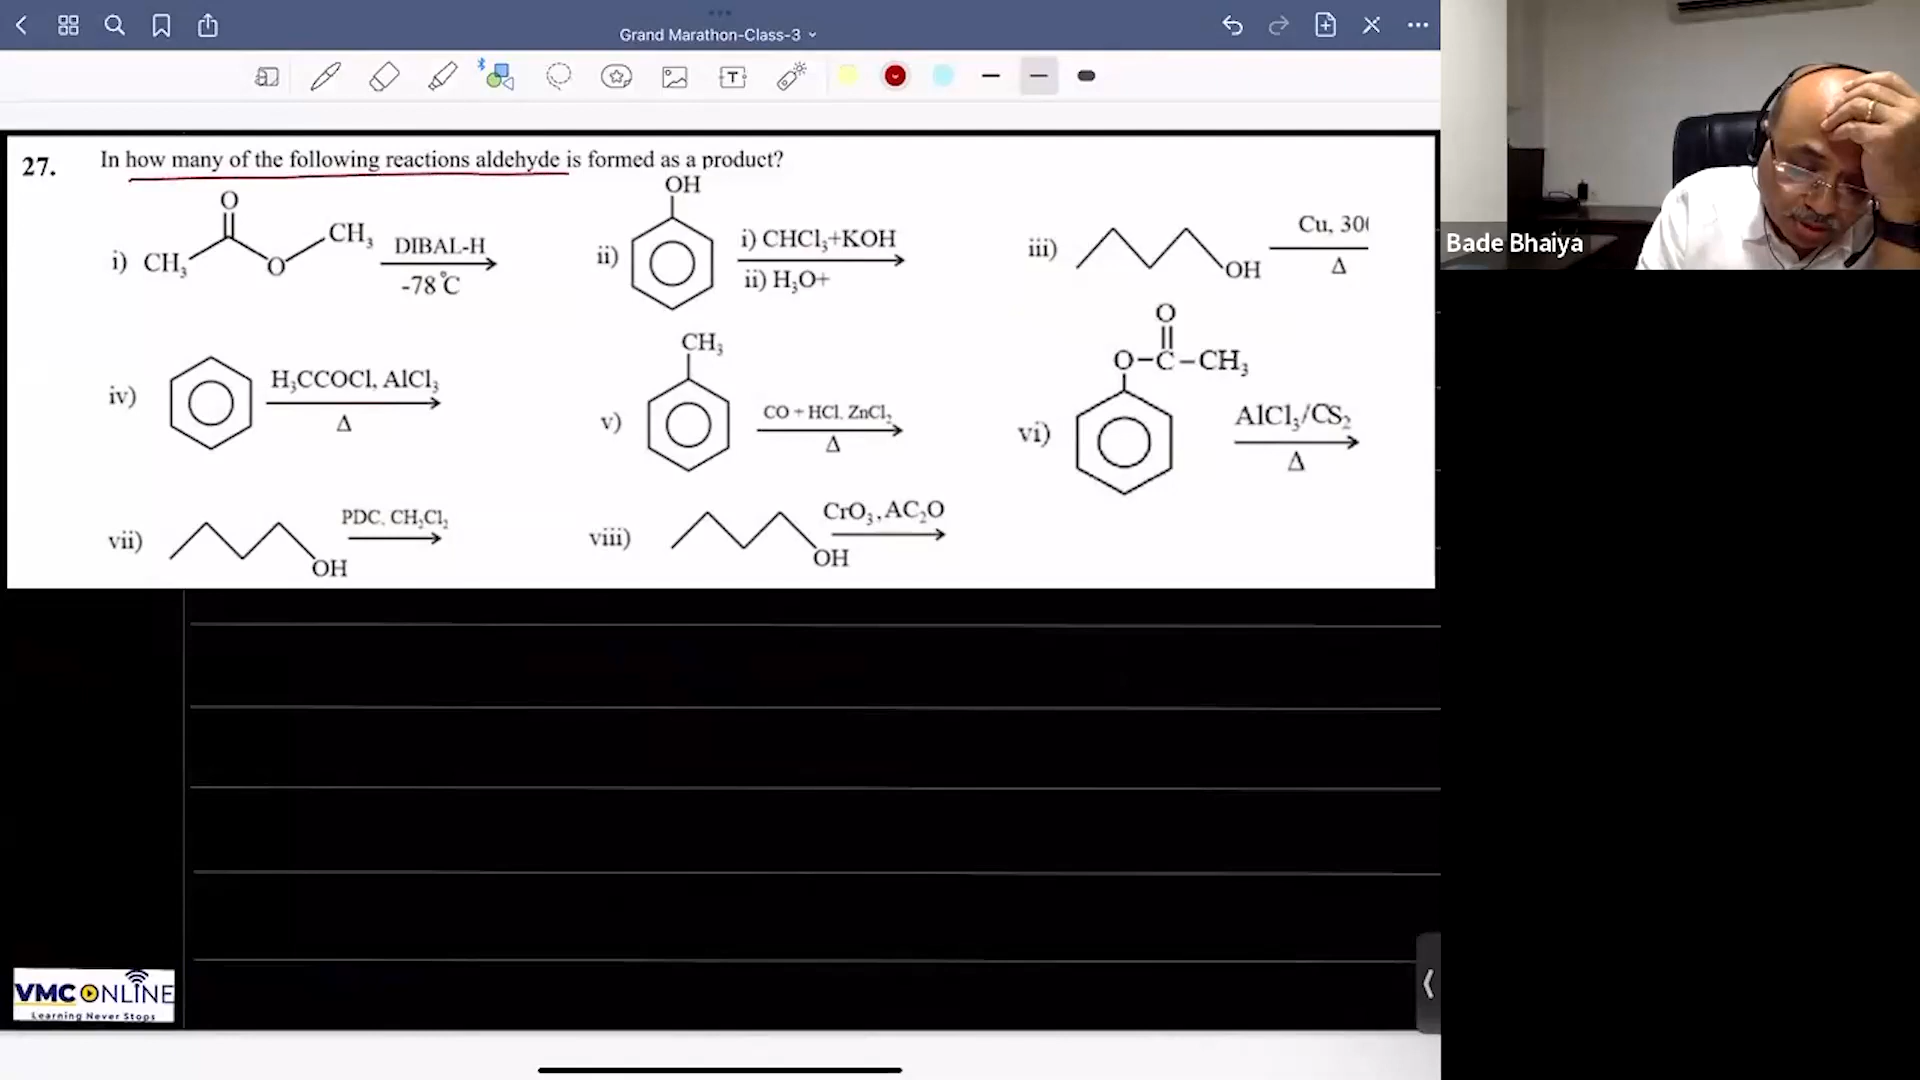 Grand Marathon-Class-3
T
27. In how many of the following reactions aldehyde is formed as a product?
i) CH3 O O CH3 DIBAL-H -78°C
ii) OH i) CHCl3+KOH ii) H3O+
iii) OH Cu, 300 Δ
iv) H3CCOCl, AlCl3 Δ
v) CH3 CO + HCl, ZnCl2 Δ
vi) O O-C-CH3 AlCl3/CS2 Δ
vii) OH PDC, CH2Cl2
viii) OH CrO3, AC2O
Bade Bhaiya
VMC ONLINE
Learning Never Stops